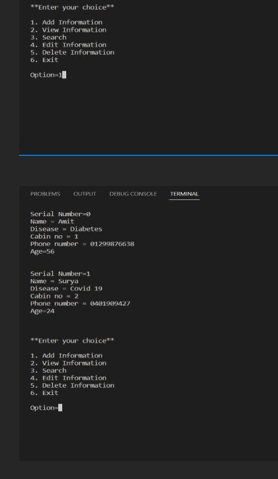 **Enter your choice**
1. Add Information
2. View Information
3. Search
4. Edit Information
5. Delete Information
6. Exit
Option=1
PROBLEMS OUTPUT DEBUG CONSOLE TERMINAL
Serial Number=0
Name = Amit
Disease = Diabetes
Cabin no = 1
Phone number = 01299876638
Age=56
Serial Number=1
Name = Surya
Disease = Covid 19
Cabin no = 2
Phone number = 0401909427
Age=24
**Enter your choice**
1. Add Information
2. View Information
3. Search
4. Edit Information
5. Delete Information
6. Exit
Option=